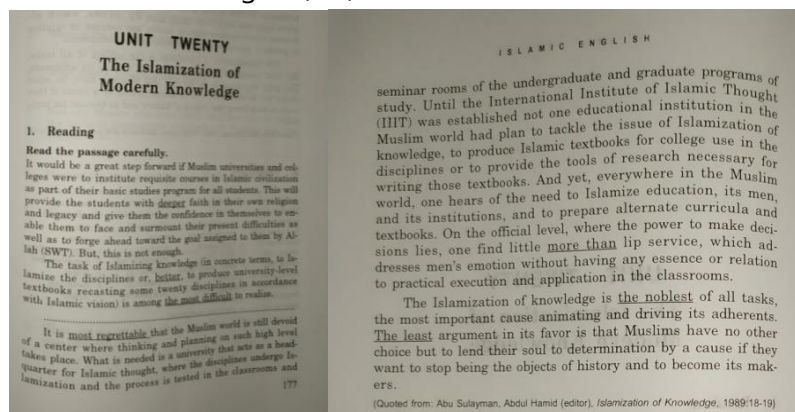 UNIT TWENTY
The Islamization of
Modern Knowledge
1. Reading
Read the passage carefully.
It would be a great step forward if Muslim universities and col-
leges were to institute requisite courses in Islamic civilization
as part of their basic studies program for all students. This will
provide the students with deeper faith in their own religion
and legacy and give them the confidence in themselves to en-
able them to face and surmount their present difficulties as
well as to forge ahead toward the goal assigned to them by Al-
lah (SWT). But, this is not enough.
The task of Islamizing knowledge (in concrete terms, to Is-
lamize the disciplines or, better, to produce university-level
textbooks recasting some twenty disciplines in accordance
with Islamic vision) is among the most difficult to realize.
It is most regrettable that the Muslim world is still devoid
of a center where thinking and planning on such high level
takes place. What is needed is a university that acts as a head-
quarter for Islamic thought, where the disciplines undergo Is-
lamization and the process is tested in the classrooms and
177
ISLAMIC ENGLISH
seminar rooms of the undergraduate and graduate programs of
study. Until the International Institute of Islamic Thought
(IIIT) was established not one educational institution in the
Muslim world had plan to tackle the issue of Islamization of
knowledge, to produce Islamic textbooks for college use in the
disciplines or to provide the tools of research necessary for
writing those textbooks. And yet, everywhere in the Muslim
world, one hears of the need to Islamize education, its men,
and its institutions, and to prepare alternate curricula and
textbooks. On the official level, where the power to make deci-
sions lies, one find little more than lip service, which ad-
dresses men's emotion without having any essence or relation
to practical execution and application in the classrooms.
The Islamization of knowledge is the noblest of all tasks,
the most important cause animating and driving its adherents.
The least argument in its favor is that Muslims have no other
choice but to lend their soul to determination by a cause if they
want to stop being the objects of history and to become its mak-
ers.
(Quoted from: Abu Sulayman, Abdul Hamid (editor), Islamization of Knowledge, 1989:18-19)